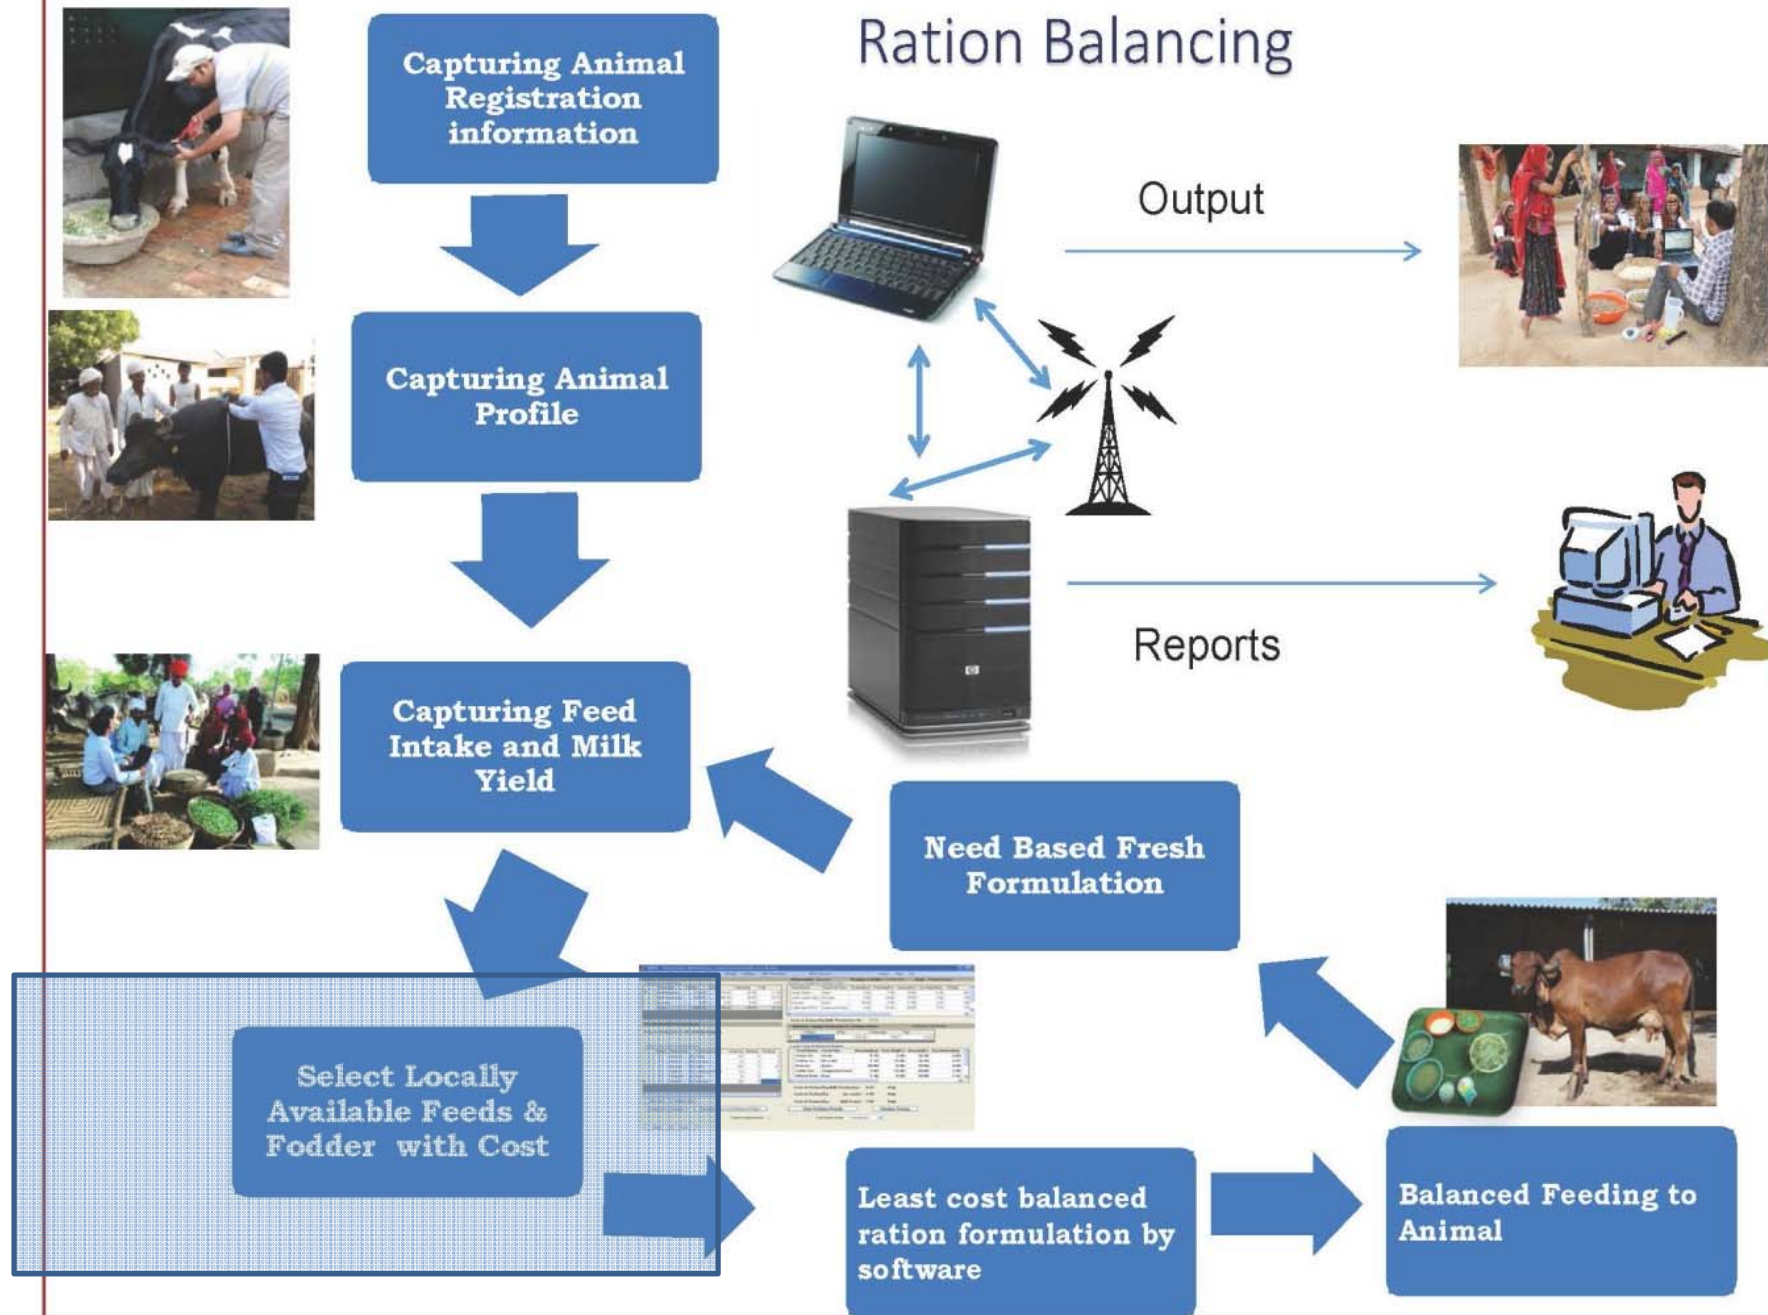 Ration Balancing
Capturing Animal
Registration
information
Output
Capturing Animal
Profile
Reports
Capturing Feed
Intake and Milk
Yield
Need Based Fresh
Formulation
Select Locally
Available Feeds &
Fodder with Cost
Least cost balanced
ration formulation by
software
Balanced Feeding to
Animal